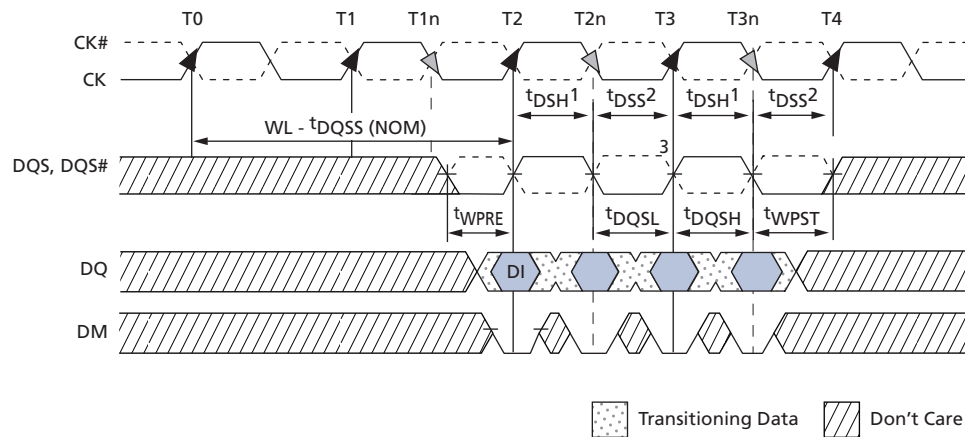 T0 T1 T1n T2 T2n T3 T3n T4
CK#
CK
tDSH1 tDSS2 tDSH1 tDSS2
WL - tDQSS (NOM)
3
DQS, DQS#
tWPRE tDQSL tDQSH tWPST
DQ DI
DM
Transitioning Data Don't Care